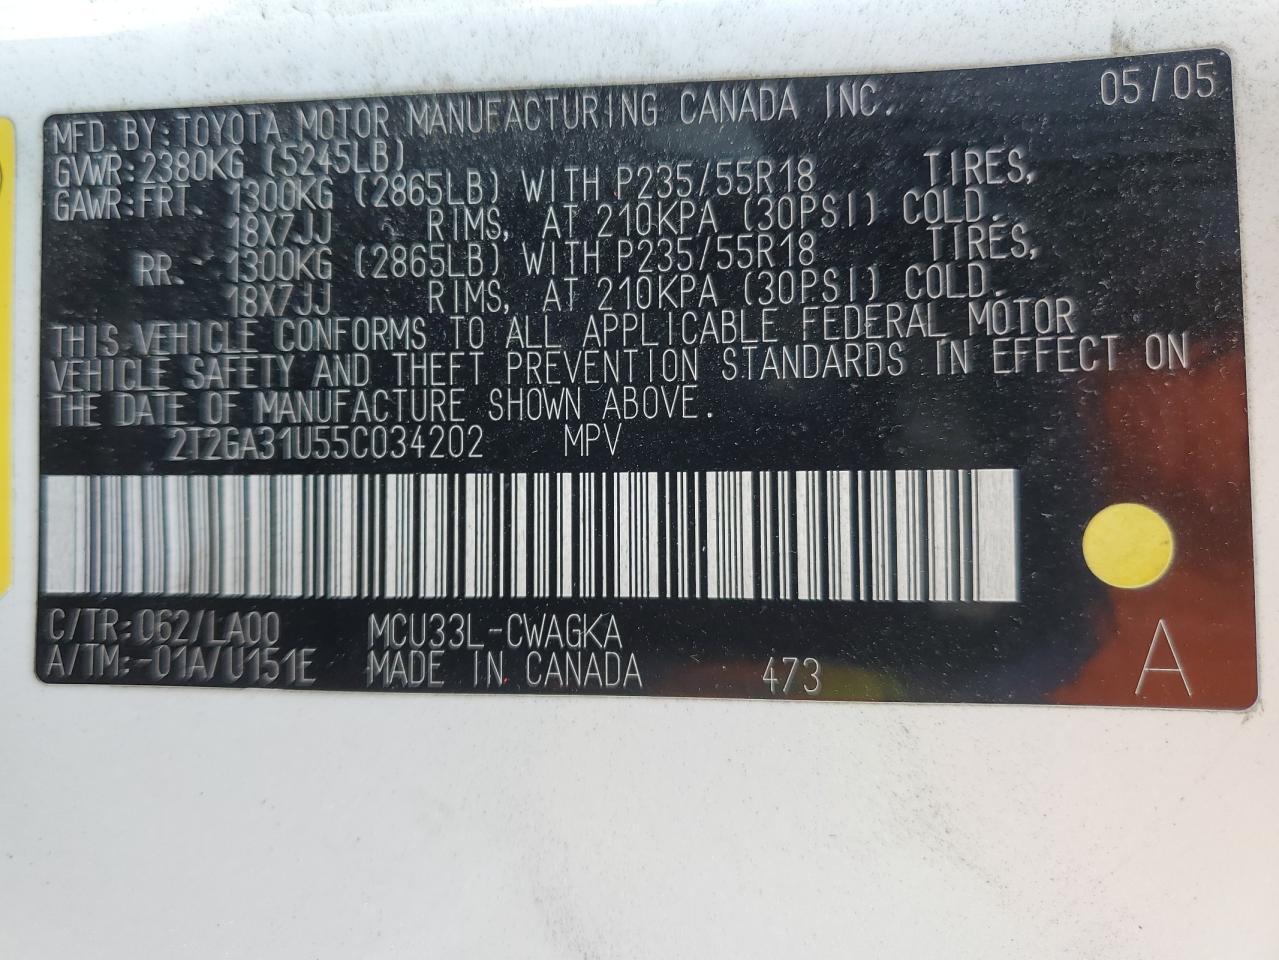 MFD. BY: TOYOTA MOTOR MANUFACTURING CANADA INC. 05/05
GVWR: 2380KG (5245LB)
GAWR: FRT. 1300KG (2865LB) WITH P235/55R18 TIRES,
18X7JJ RIMS, AT 210KPA (30PSI) COLD.
RR. 1300KG (2865LB) WITH P235/55R18 TIRES,
18X7JJ RIMS, AT 210KPA (30PSI) COLD.
THIS VEHICLE CONFORMS TO ALL APPLICABLE FEDERAL MOTOR
VEHICLE SAFETY AND THEFT PREVENTION STANDARDS IN EFFECT ON
THE DATE OF MANUFACTURE SHOWN ABOVE.
2T2GA31U55C034202 MPV
C/TR: 062/LA00 MCU33L-CWAGKA
A/TM: -01A/U151E MADE IN CANADA 473 A